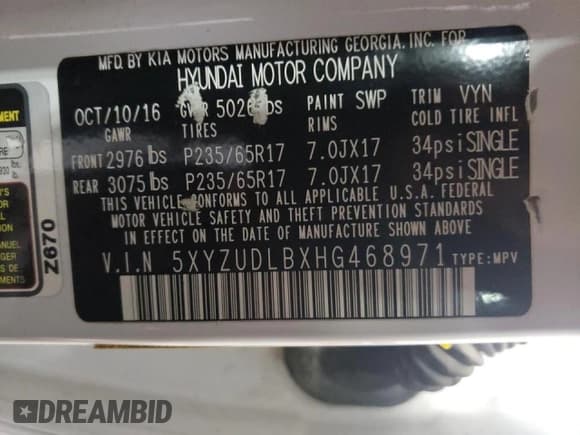 MFD. BY KIA MOTORS MANUFACTURING GEORGIA, INC. FOR
HYUNDAI MOTOR COMPANY
OCT/10/16 PAINT SWP TRIM VYN
GAWR TIRES RIMS COLD TIRE INFL
FRONT 2976 lbs P235/65R17 7.0JX17 34psi SINGLE
REAR 3075 lbs P235/65R17 7.0JX17 34psi SINGLE
THIS VEHICLE CONFORMS TO ALL APPLICABLE U.S.A. FEDERAL
MOTOR VEHICLE SAFETY AND THEFT PREVENTION STANDARDS
IN EFFECT ON THE DATE OF MANUFACTURE SHOWN ABOVE.
V.I.N 5XYZUDLBXHG468971 TYPE:MPV
Z670
DREAMBID